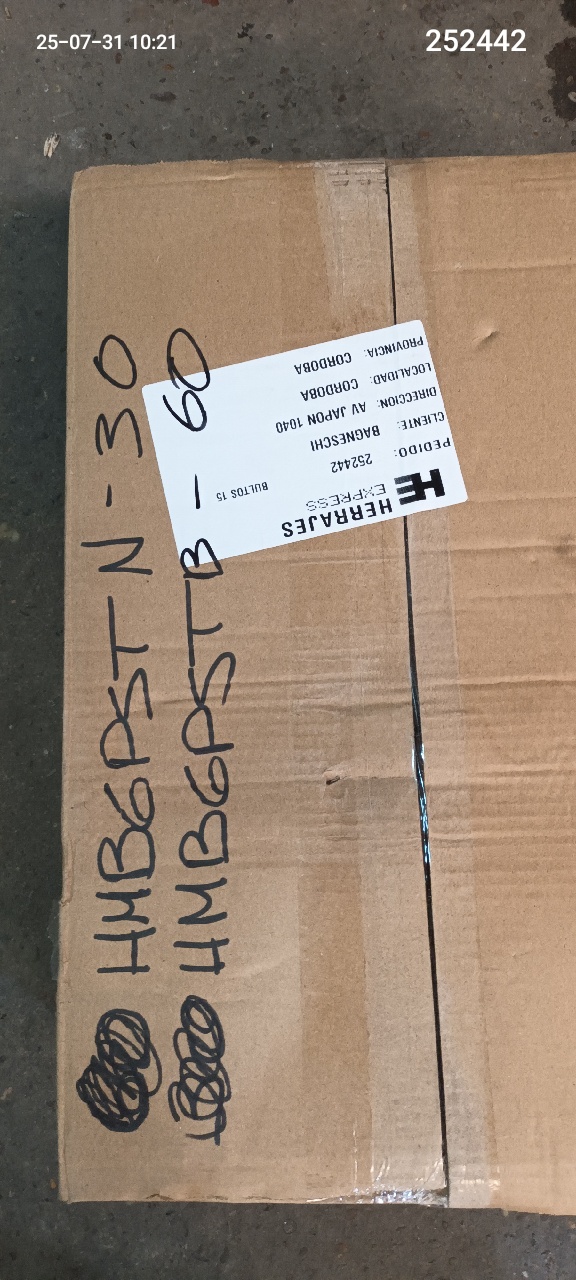 25-07-31 10:21
252442
HMB6PSTN - 30
HMB6PSTB - 60
HE HERRAJES
EXPRESS
PEDIDO: 252442
BULTOS 15
CLIENTE: BAGNESCHI
DIRECCION: AV JAPON 1040
LOCALIDAD: CORDOBA
PROVINCIA: CORDOBA